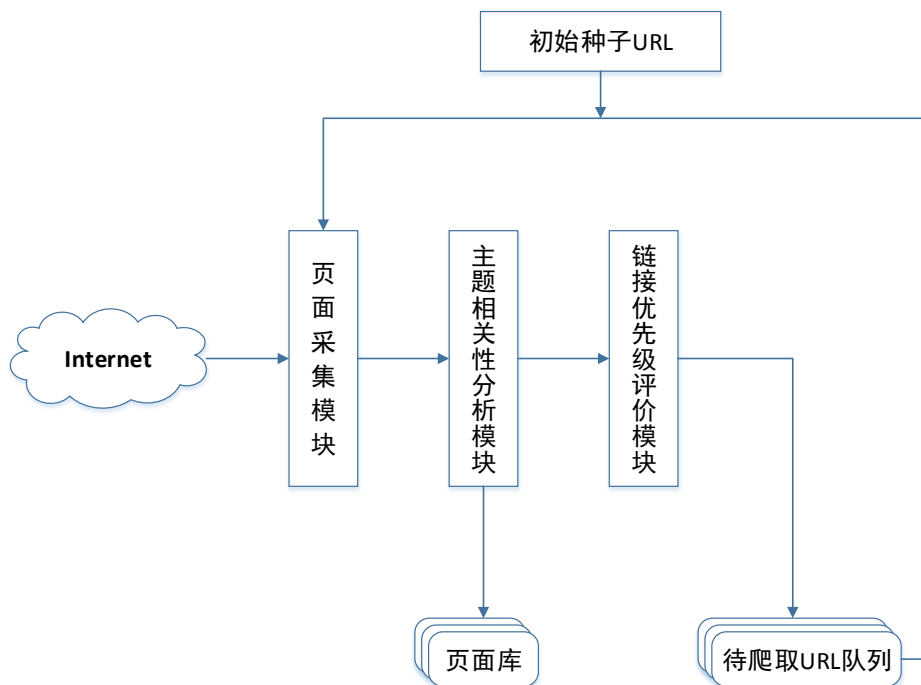 初始种子URL
页面采集模块
主题相关性分析模块
链接优先级评价模块
Internet
页面库
待爬取URL队列